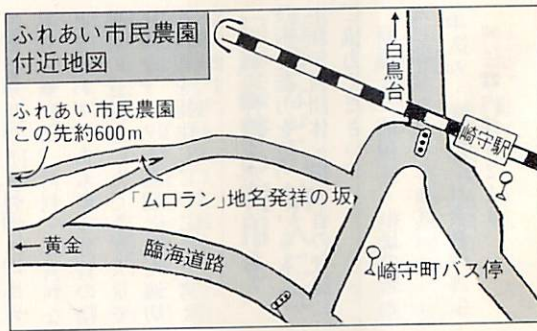 ふれあい市民農園
付近地図
白鳥台
ふれあい市民農園
この先約600m
崎守駅
「ムロラン」地名発祥の坂
黄金
臨海道路
崎守町バス停